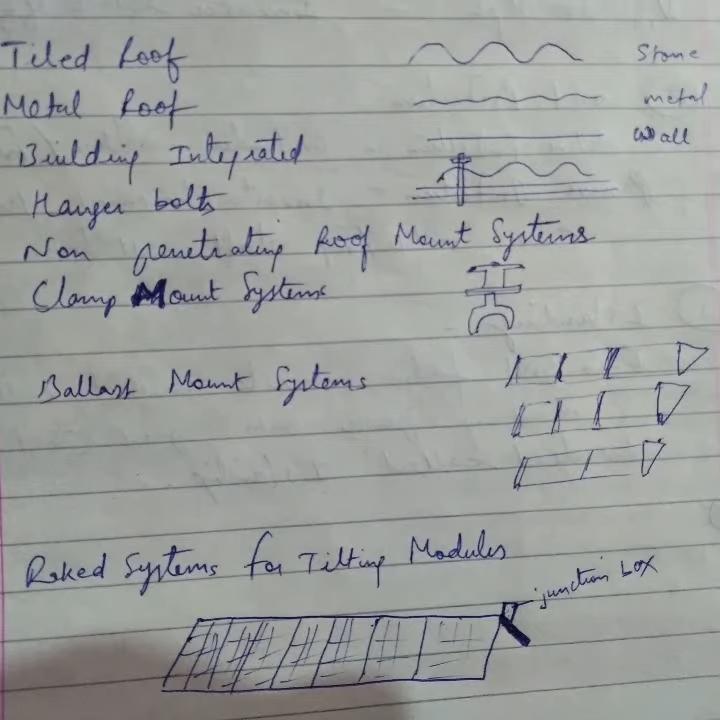 Tiled Roof Stone
Metal Roof metal
Building Integrated Wall
Hanger bolts
Non penetrating Roof Mount Systems
Clamp Mount Systems
Ballast Mount Systems
Raked Systems for Tilting Modules
junction box